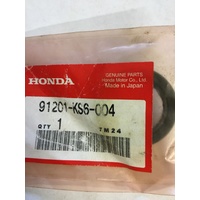 HONDA
GENUINE PARTS
Honda Motor Co., Ltd.
Made in Japan
91201-KS6-004
QTY 1 TM24